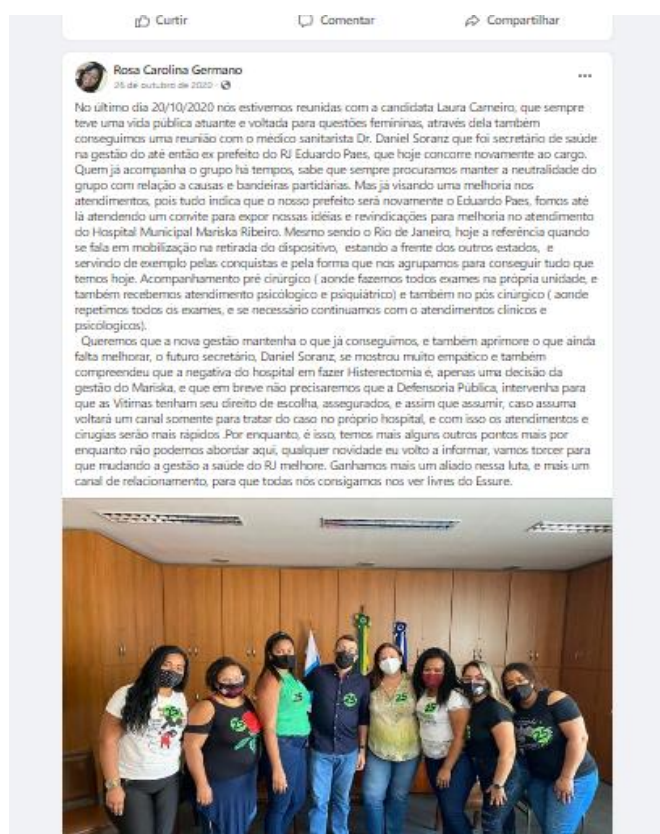 Curtir Comentar Compartilhar
Rosa Carolina Germano
26 de outubro de 2020 ·
No último dia 20/10/2020 nós estivemos reunidas com a candidata Laura Carneiro, que sempre
teve uma vida pública atuante e voltada para questões femininas, através dela também
conseguimos uma reunião com o médico sanitarista Dr. Daniel Soranz que foi secretário de saúde
na gestão do até então ex prefeito do RJ Eduardo Paes, que hoje concorre novamente ao cargo.
Quem já acompanha o grupo há tempos, sabe que sempre procuramos manter a neutralidade do
grupo com relação a causas e bandeiras partidárias. Mas já visando uma melhoria nos
atendimentos, pois tudo indica que o nosso prefeito será novamente o Eduardo Paes, fomos até
lá atendendo um convite para expor nossas idéias e revindicações para melhoria no atendimento
do Hospital Municipal Mariska Ribeiro. Mesmo sendo o Rio de Janeiro, hoje a referência quando
se fala em mobilização na retirada do dispositivo, estando a frente dos outros estados, e
servindo de exemplo pelas conquistas e pela forma que nos agrupamos para conseguir tudo que
temos hoje. Acompanhamento pré cirúrgico ( aonde fazemos todos exames na própria unidade, e
também recebemos atendimento psicólogico e psiquiátrico) e também no pós cirúrgico ( aonde
repetimos todos os exames, e se necessário continuamos com o atendimentos clínicos e
psicólogicos).
Queremos que a nova gestão mantenha o que já conseguimos, e também aprimore o que ainda
falta melhorar, o futuro secretário, Daniel Soranz, se mostrou muito empático e também
compreendeu que a negativa do hospital em fazer Histerectomia é, apenas uma decisão da
gestão do Mariska, e que em breve não precisaremos que a Defensoria Pública, intervenha para
que as Vítimas tenham seu direito de escolha, assegurados, e assim que assumir, caso assuma
voltará um canal somente para tratar do caso no próprio hospital, e com isso os atendimentos e
cirugias serão mais rápidos .Por enquanto, é isso, temos mais alguns outros pontos mais por
enquanto não podemos abordar aqui, qualquer novidade eu volto a informar, vamos torcer para
que mudando a gestão a saúde do RJ melhore. Ganhamos mais um aliado nessa luta, e mais um
canal de relacionamento, para que todas nós consigamos nos ver livres do Essure.
25 25 25 25 25 25